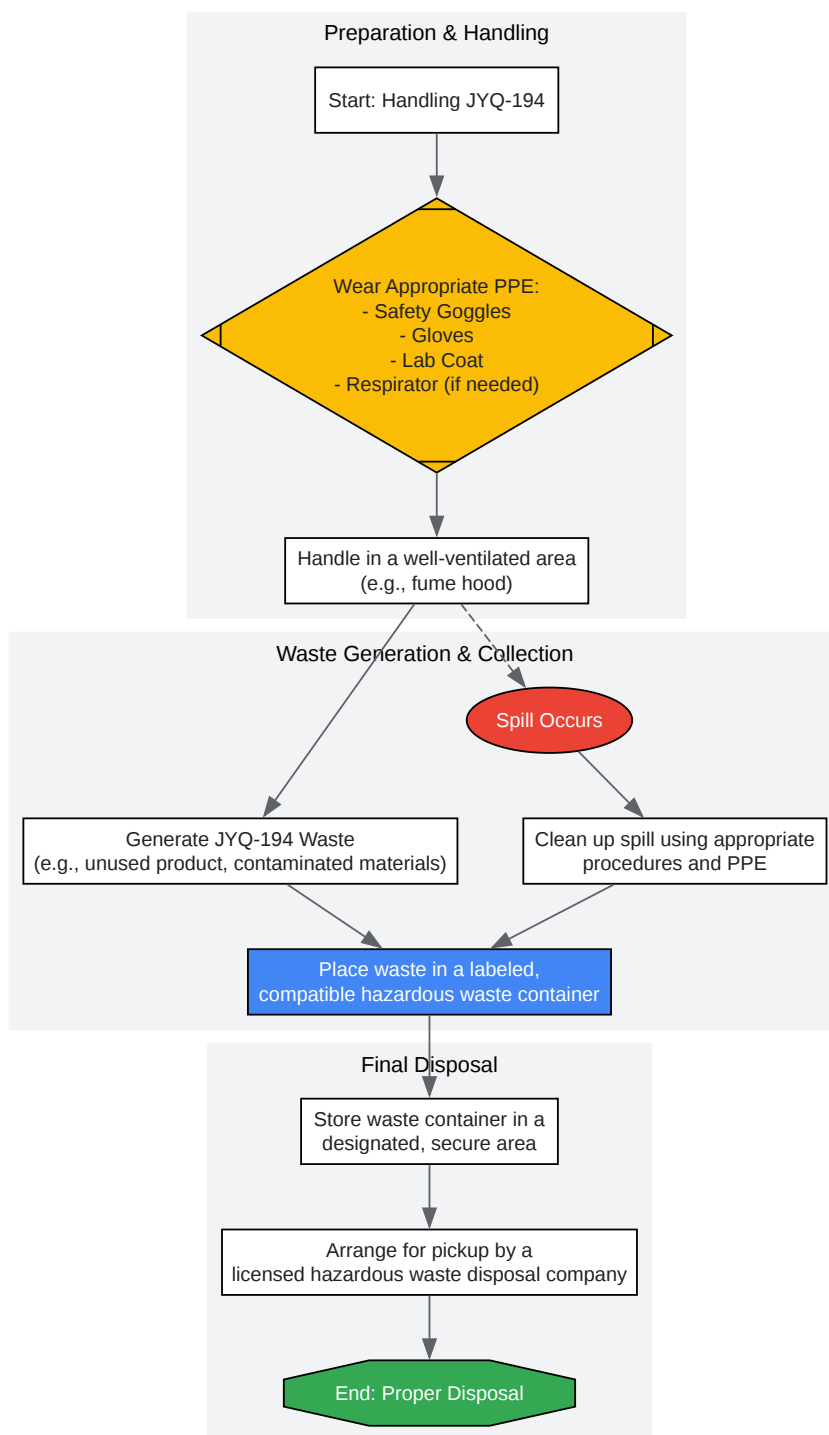 Preparation & Handling
Start: Handling JYQ-194
Wear Appropriate PPE:
- Safety Goggles
- Gloves
- Lab Coat
- Respirator (if needed)
Handle in a well-ventilated area
(e.g., fume hood)
Waste Generation & Collection
Spill Occurs
Generate JYQ-194 Waste
(e.g., unused product, contaminated materials)
Clean up spill using appropriate
procedures and PPE
Place waste in a labeled,
compatible hazardous waste container
Final Disposal
Store waste container in a
designated, secure area
Arrange for pickup by a
licensed hazardous waste disposal company
End: Proper Disposal